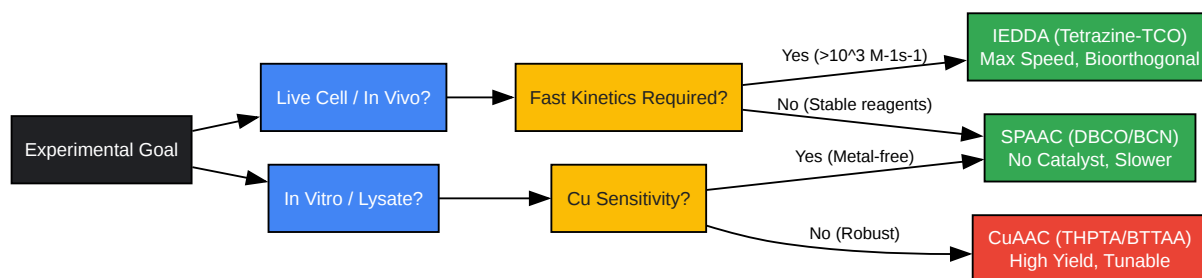 Experimental Goal
Live Cell / In Vivo?
In Vitro / Lysate?
Fast Kinetics Required?
Cu Sensitivity?
Yes (>10^3 M-1s-1)
No (Stable reagents)
Yes (Metal-free)
No (Robust)
IEDDA (Tetrazine-TCO)
Max Speed, Bioorthogonal
SPAAC (DBCO/BCN)
No Catalyst, Slower
CuAAC (THPTA/BTTAA)
High Yield, Tunable